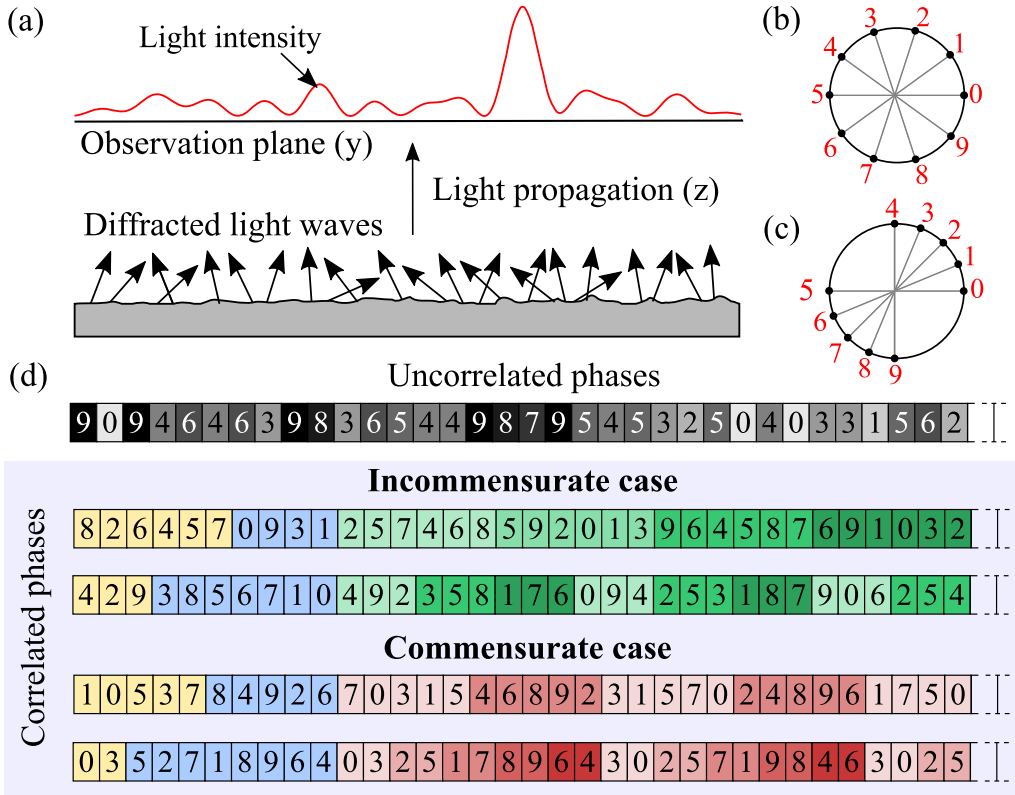 (a)
Light intensity
Observation plane (y)
Light propagation (z)
Diffracted light waves
(b)
0
1
2
3
4
5
6
7
8
9
(c)
0
1
2
3
4
5
6
7
8
9
(d)
Uncorrelated phases
9 0 9 4 6 4 6 3 9 8 3 6 5 4 4 9 8 7 9 5 4 5 3 2 5 0 4 0 3 3 1 5 6 2
Correlated phases
Incommensurate case
8 2 6 4 5 7 0 9 3 1 2 5 7 4 6 8 5 9 2 0 1 3 9 6 4 5 8 7 6 9 1 0 3 2
4 2 9 3 8 5 6 7 1 0 4 9 2 3 5 8 1 7 6 0 9 4 2 5 3 1 8 7 9 0 6 2 5 4
Commensurate case
1 0 5 3 7 8 4 9 2 6 7 0 3 1 5 4 6 8 9 2 3 1 5 7 0 2 4 8 9 6 1 7 5 0
0 3 5 2 7 1 8 9 6 4 0 3 2 5 1 7 8 9 6 4 3 0 2 5 7 1 9 8 4 6 3 0 2 5